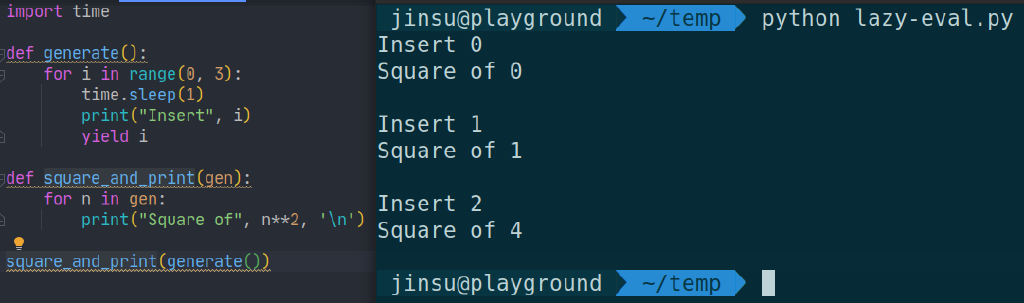 import time
def generate():
for i in range(0, 3):
time.sleep(1)
print("Insert", i)
yield i
def square_and_print(gen):
for n in gen:
print("Square of", n**2, '\n')
square_and_print(generate())
jinsu@playground ~/temp python lazy-eval.py
Insert 0
Square of 0
Insert 1
Square of 1
Insert 2
Square of 4
jinsu@playground ~/temp